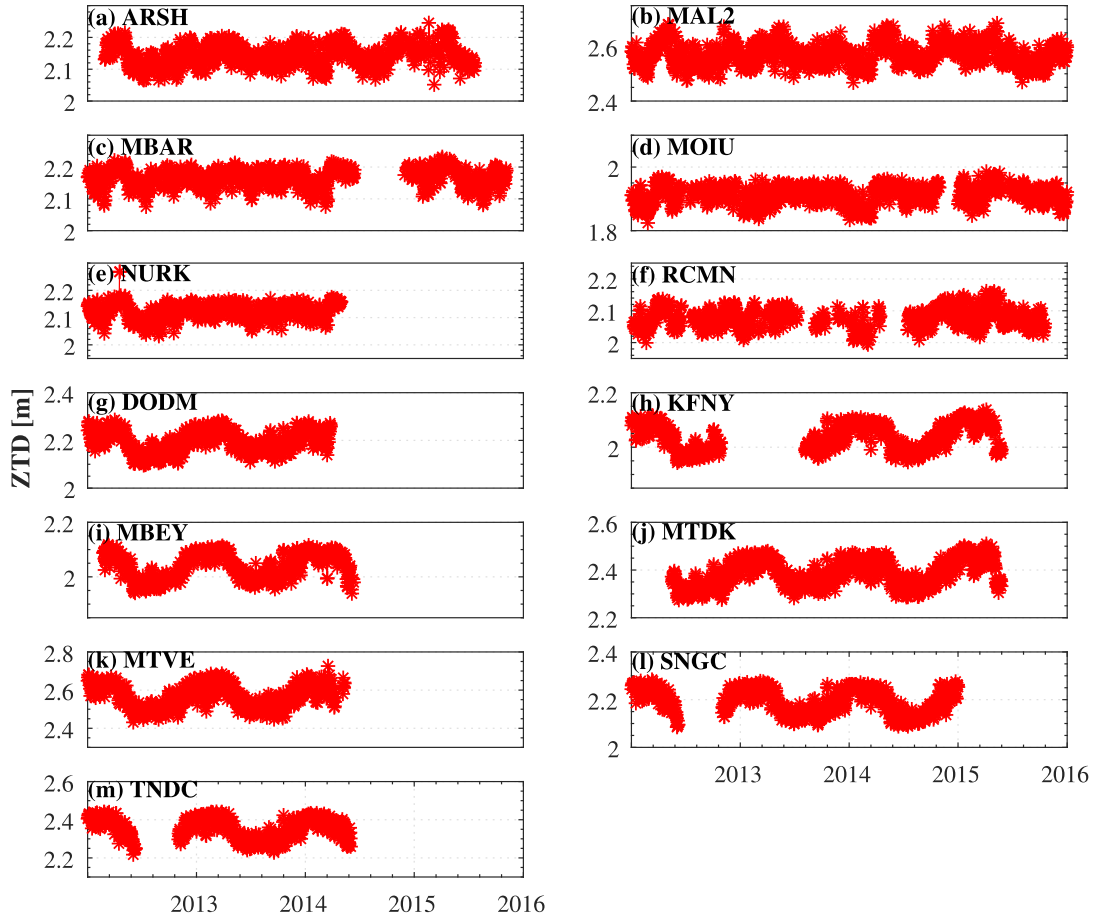 (a) ARSH
2.2
2.1
2
(b) MAL2
2.6
2.4
(c) MBAR
2.2
2.1
2
(d) MOIU
2
1.8
(e) NURK
2.2
2.1
2
(f) RCMN
2.2
2.1
2
ZTD [m]
(g) DODM
2.4
2.2
2
(h) KFNY
2.2
2
(i) MBEY
2.2
2
(j) MTDK
2.6
2.4
2.2
(k) MTVE
2.8
2.6
2.4
(l) SNGC
2.4
2.2
2
2013 2014 2015 2016
(m) TNDC
2.6
2.4
2.2
2013 2014 2015 2016